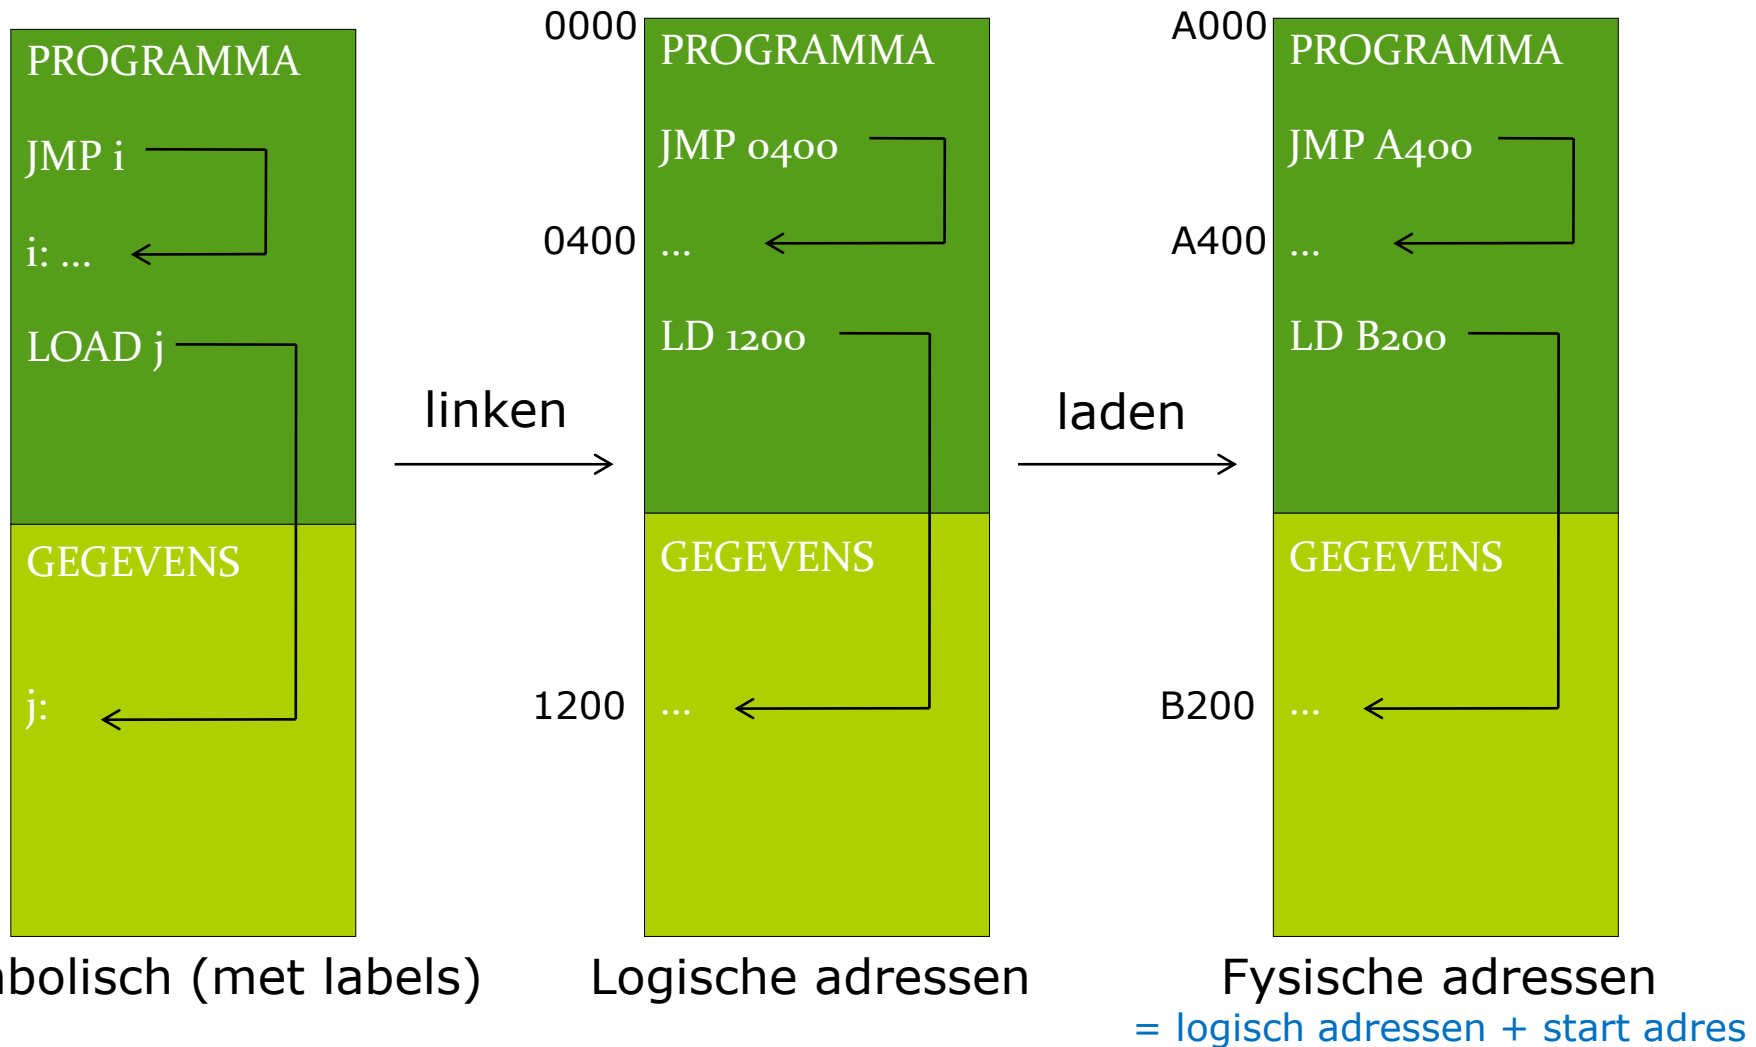 PROGRAMMA
JMP i
i: ...
LOAD j
GEGEVENS
j:
linken
0000
PROGRAMMA
JMP 0400
0400
...
LD 1200
GEGEVENS
1200
...
laden
A000
PROGRAMMA
JMP A400
A400
...
LD B200
GEGEVENS
B200
...
(met labels)
Logische adressen
Fysische adressen
= logisch adressen + start adres